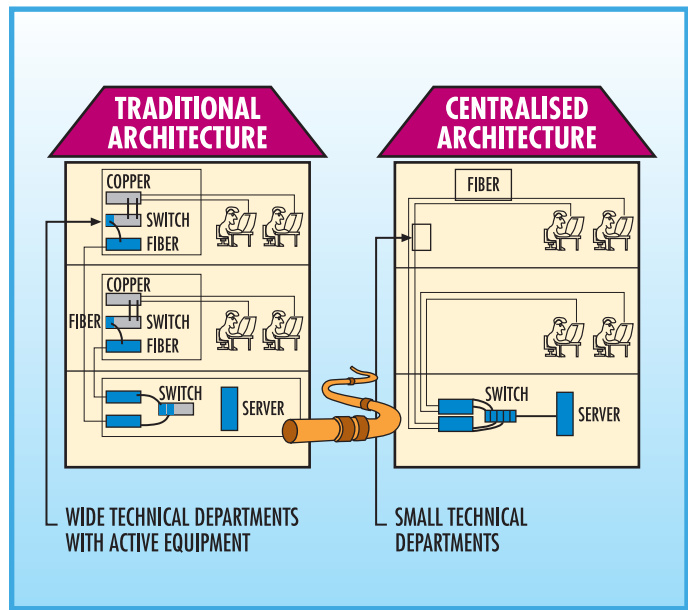 TRADITIONAL
ARCHITECTURE
COPPER
SWITCH
FIBER
COPPER
FIBER
SWITCH
FIBER
SWITCH
SERVER
WIDE TECHNICAL DEPARTMENTS
WITH ACTIVE EQUIPMENT
CENTRALISED
ARCHITECTURE
FIBER
SWITCH
SERVER
SMALL TECHNICAL
DEPARTMENTS